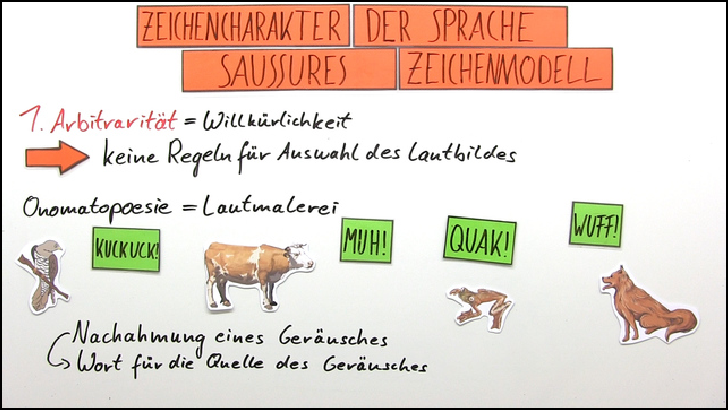 ZEICHENCHARAKTER DER SPRACHE
SAUSSURES ZEICHENMODELL
1. Arbitrarität = Willkürlichkeit
keine Regeln für Auswahl des Lautbildes
Onomatopoesie = Lautmalerei
KUCKUCK! MUH! QUAK! WUFF!
Nachahmung eines Geräusches
Wort für die Quelle des Geräusches